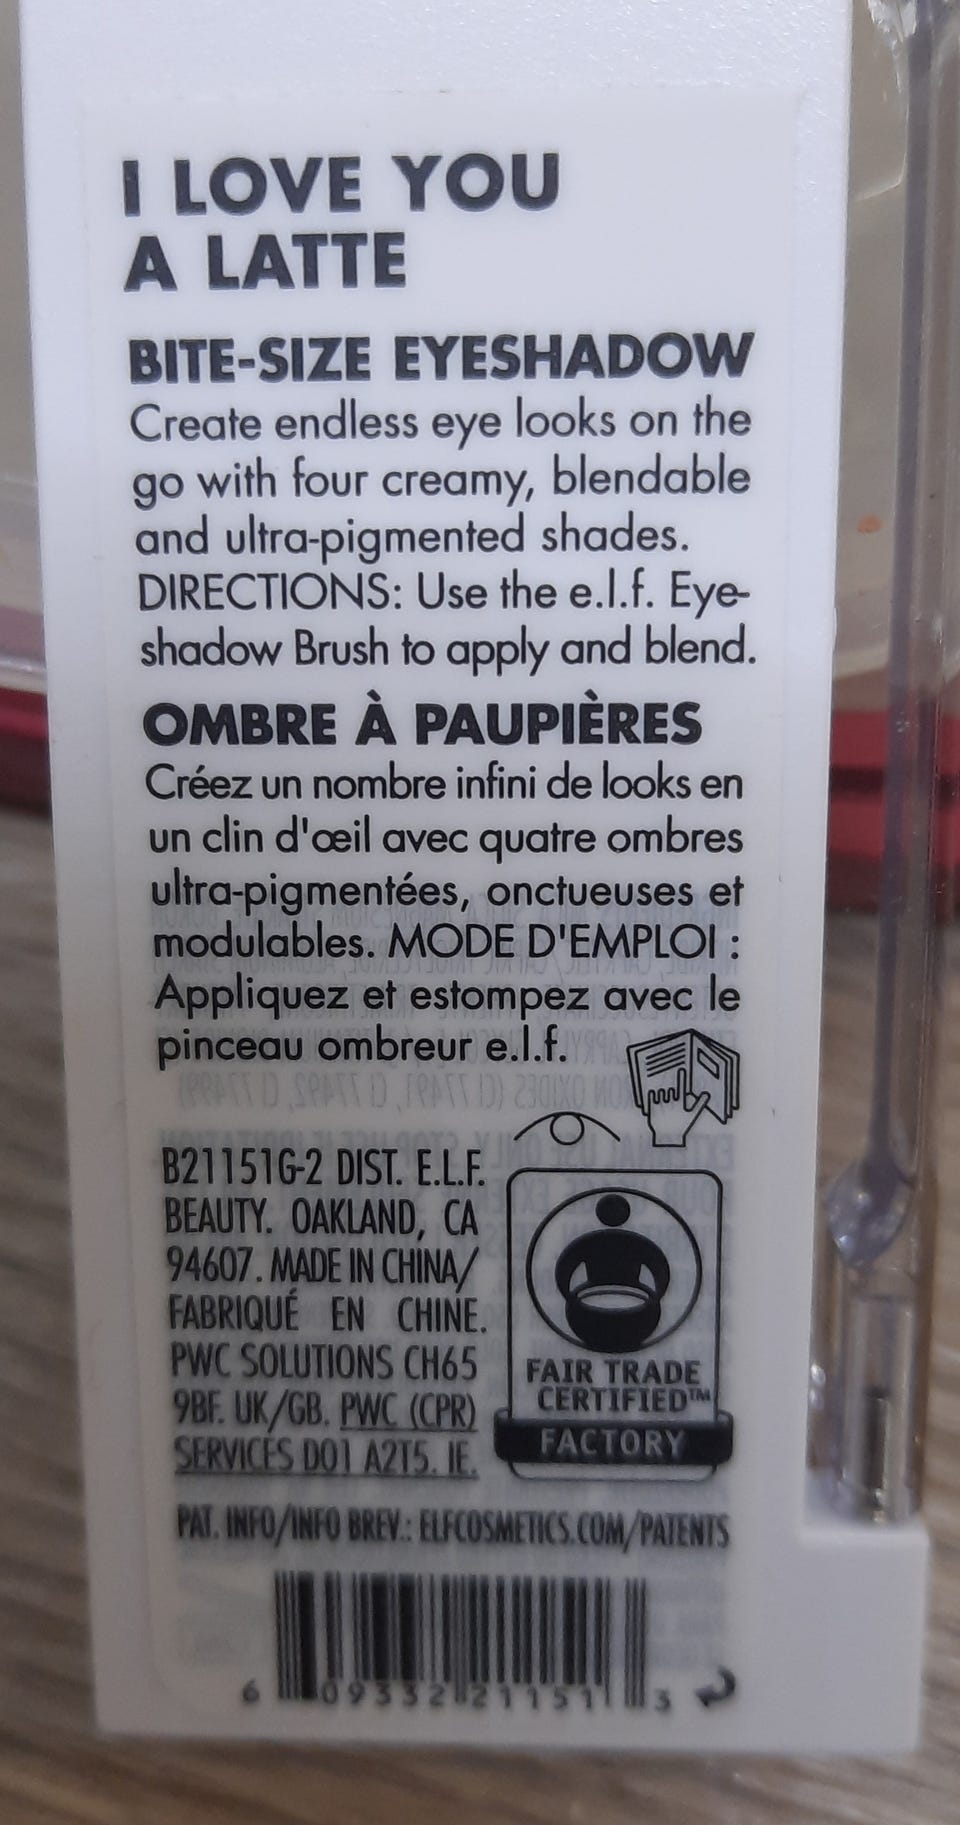 I LOVE YOU
A LATTE
BITE-SIZE EYESHADOW
Create endless eye looks on the
go with four creamy, blendable
and ultra-pigmented shades.
DIRECTIONS: Use the e.l.f. Eye-
shadow Brush to apply and blend.
OMBRE À PAUPIÈRES
Créez un nombre infini de looks en
un clin d'œil avec quatre ombres
ultra-pigmentées, onctueuses et
modulables. MODE D'EMPLOI :
Appliquez et estompez avec le
pinceau ombreur e.l.f.
B21151G-2 DIST. E.L.F.
BEAUTY. OAKLAND, CA
94607. MADE IN CHINA/
FABRIQUÉ EN CHINE.
PWC SOLUTIONS CH65
9BF. UK/GB. PWC (CPR)
SERVICES D01 A2T5. IE.
FAIR TRADE
CERTIFIED™
FACTORY
PAT. INFO/INFO BREV.: ELFCOSMETICS.COM/PATENTS
6 09332 21151 3